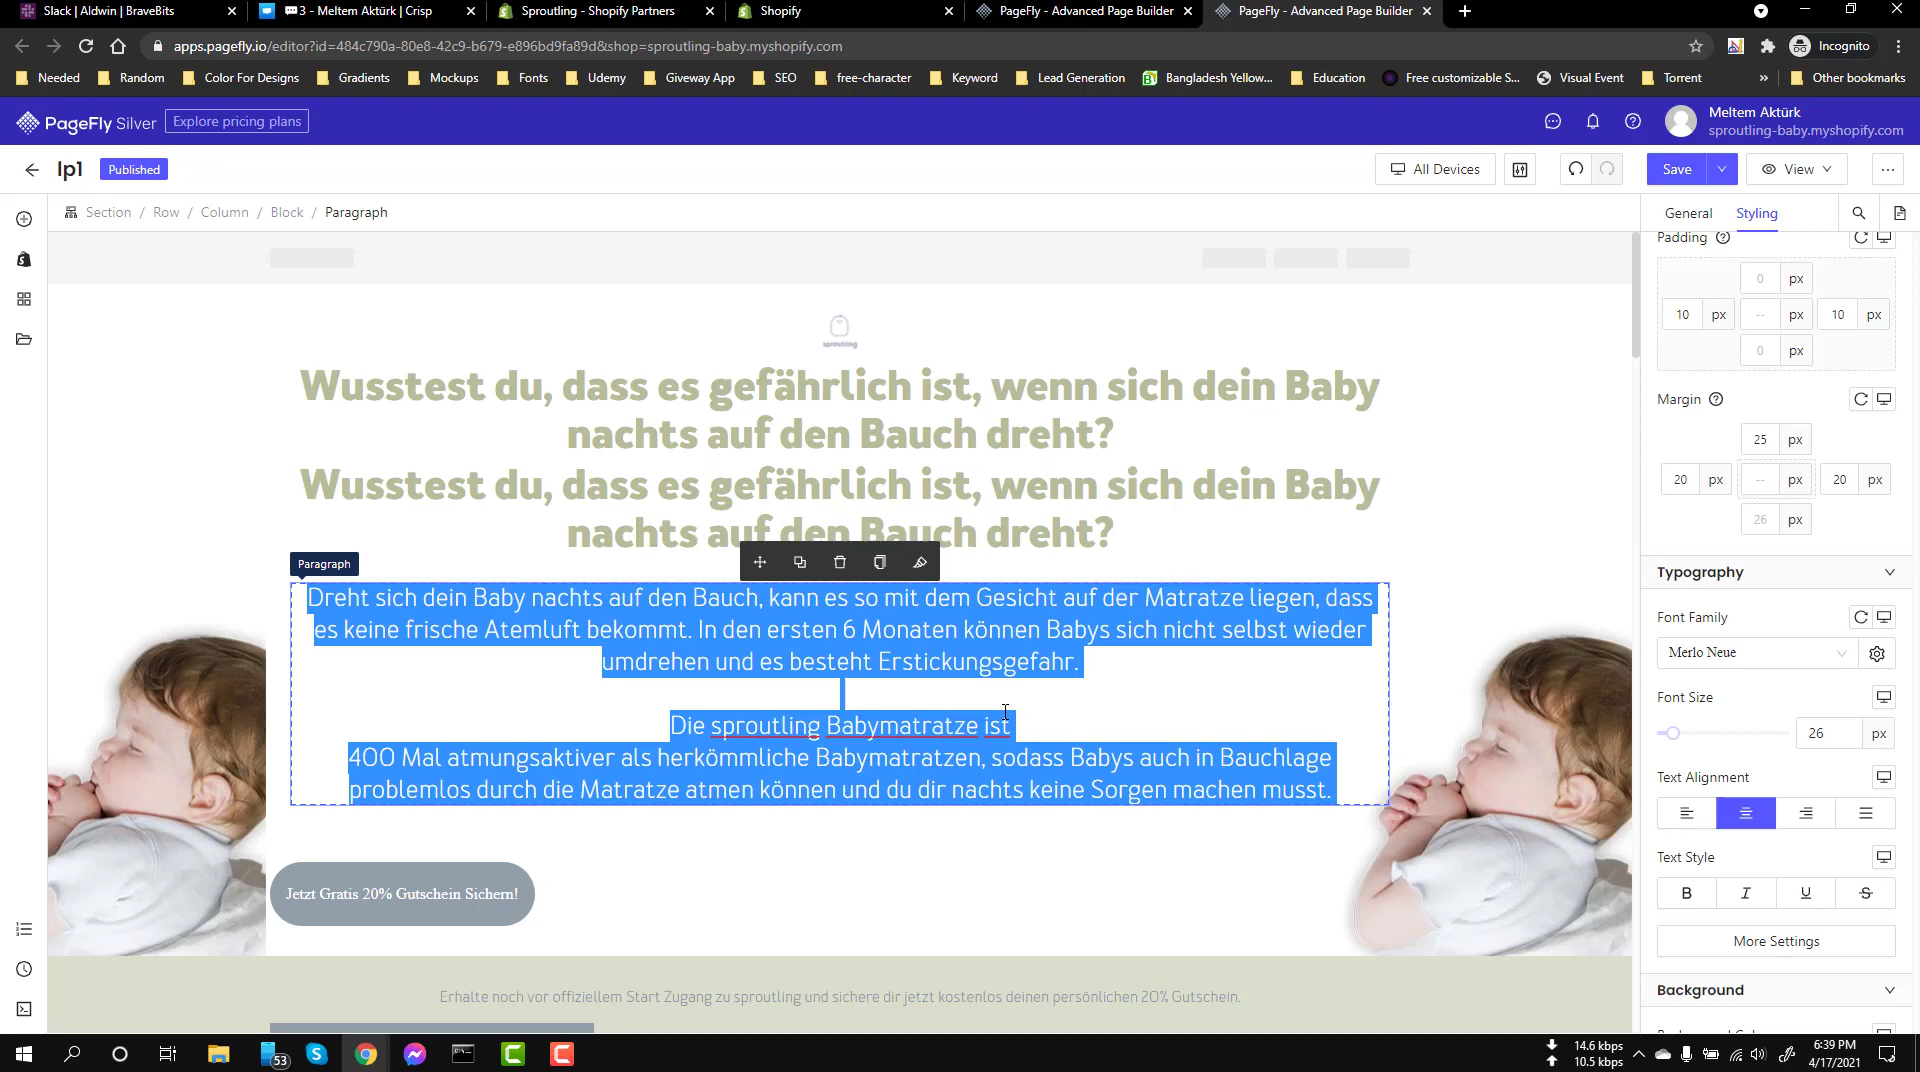 Slack | Aldwin | BraveBits
3 - Meltem Aktürk | Crisp
Sproutling - Shopify Partners
Shopify
PageFly - Advanced Page Builder
PageFly - Advanced Page Builder
apps.pagefly.io/editor?id=484c790a-80e8-42c9-b679-e896bd9fa89d&shop=sproutling-baby.myshopify.com
Incognito
Needed
Random
Color For Designs
Gradients
Mockups
Fonts
Udemy
Giveway App
SEO
free-character
Keyword
Lead Generation
Bangladesh Yellow...
Education
Free customizable S...
Visual Event
Torrent
»
Other bookmarks
PageFly Silver
Explore pricing plans
Meltem Aktürk
sproutling-baby.myshopify.com
lp1
Published
All Devices
Save
View
Section / Row / Column / Block / Paragraph
General
Styling
Padding
0 px
10 px
-- px
10 px
0 px
Margin
25 px
20 px
-- px
20 px
26 px
Typography
Font Family
Merlo Neue
Font Size
26 px
Text Alignment
Text Style
B I U S
More Settings
Background
sproutling
Wusstest du, dass es gefährlich ist, wenn sich dein Baby
nachts auf den Bauch dreht?
Wusstest du, dass es gefährlich ist, wenn sich dein Baby
nachts auf den Bauch dreht?
Paragraph
Dreht sich dein Baby nachts auf den Bauch, kann es so mit dem Gesicht auf der Matratze liegen, dass
es keine frische Atemluft bekommt. In den ersten 6 Monaten können Babys sich nicht selbst wieder
umdrehen und es besteht Erstickungsgefahr.
Die sproutling Babymatratze ist
400 Mal atmungsaktiver als herkömmliche Babymatratzen, sodass Babys auch in Bauchlage
problemlos durch die Matratze atmen können und du dir nachts keine Sorgen machen musst.
Jetzt Gratis 20% Gutschein Sichern!
Erhalte noch vor offiziellem Start Zugang zu sproutling und sichere dir jetzt kostenlos deinen persönlichen 20% Gutschein.
53
14.6 kbps
10.5 kbps
6:39 PM
4/17/2021